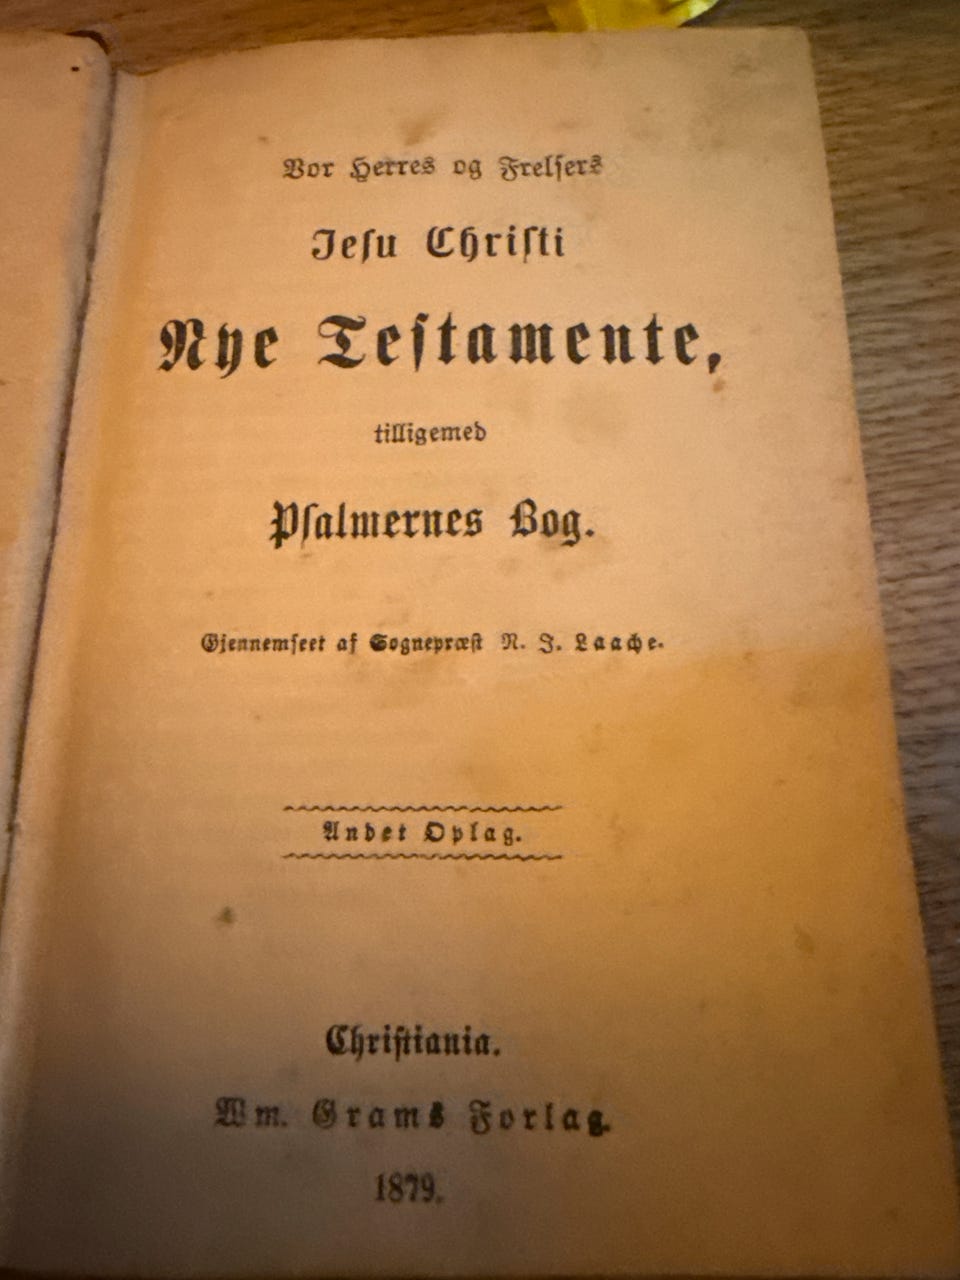 Vor Herres og Frelsers
Jesu Christi
Nye Testamente,
tilligemed
Psalmernes Bog.
Gjennemseet af Sognepræst N. J. Laache.
Andet Oplag.
Christiania.
Wm. Grams Forlag.
1879.